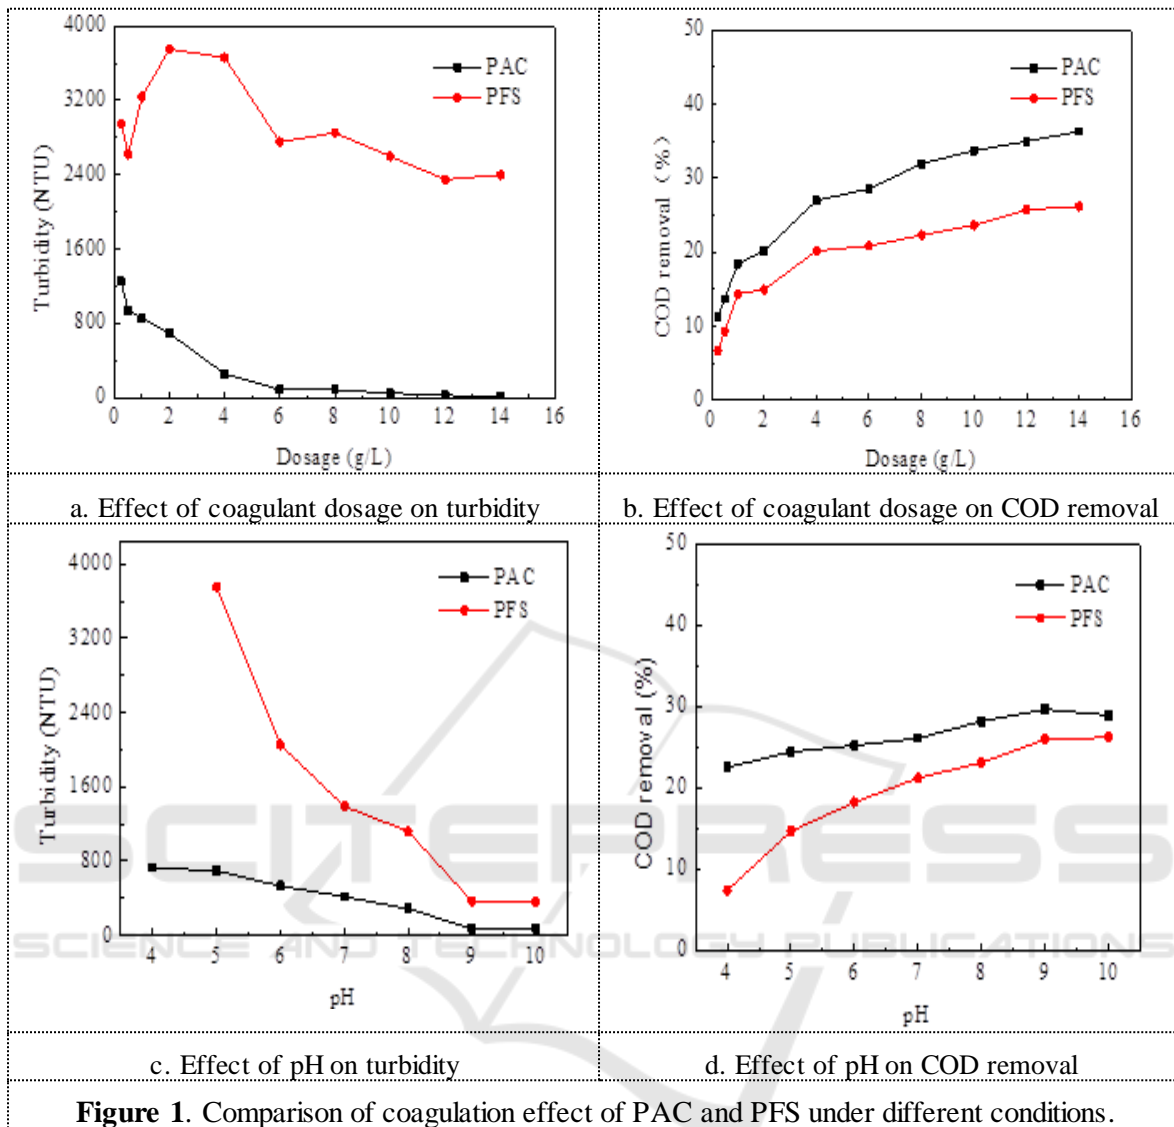 4000
3200
2400
1600
800
0
Turbidity (NTU)
PAC
PFS
0 2 4 6 8 10 12 14 16
Dosage (g/L)
50
40
30
20
10
0
COD removal (%)
PAC
PFS
0 2 4 6 8 10 12 14 16
Dosage (g/L)
a. Effect of coagulant dosage on turbidity
b. Effect of coagulant dosage on COD removal
4000
3200
2400
1600
800
0
Turbidity (NTU)
PAC
PFS
4 5 6 7 8 9 10
pH
50
40
30
20
10
0
COD removal (%)
PAC
PFS
4 5 6 7 8 9 10
pH
SCITEPRESS
SCIENCE AND TECHNOLOGY PUBLICATIONS
c. Effect of pH on turbidity
d. Effect of pH on COD removal
Figure 1. Comparison of coagulation effect of PAC and PFS under different conditions.